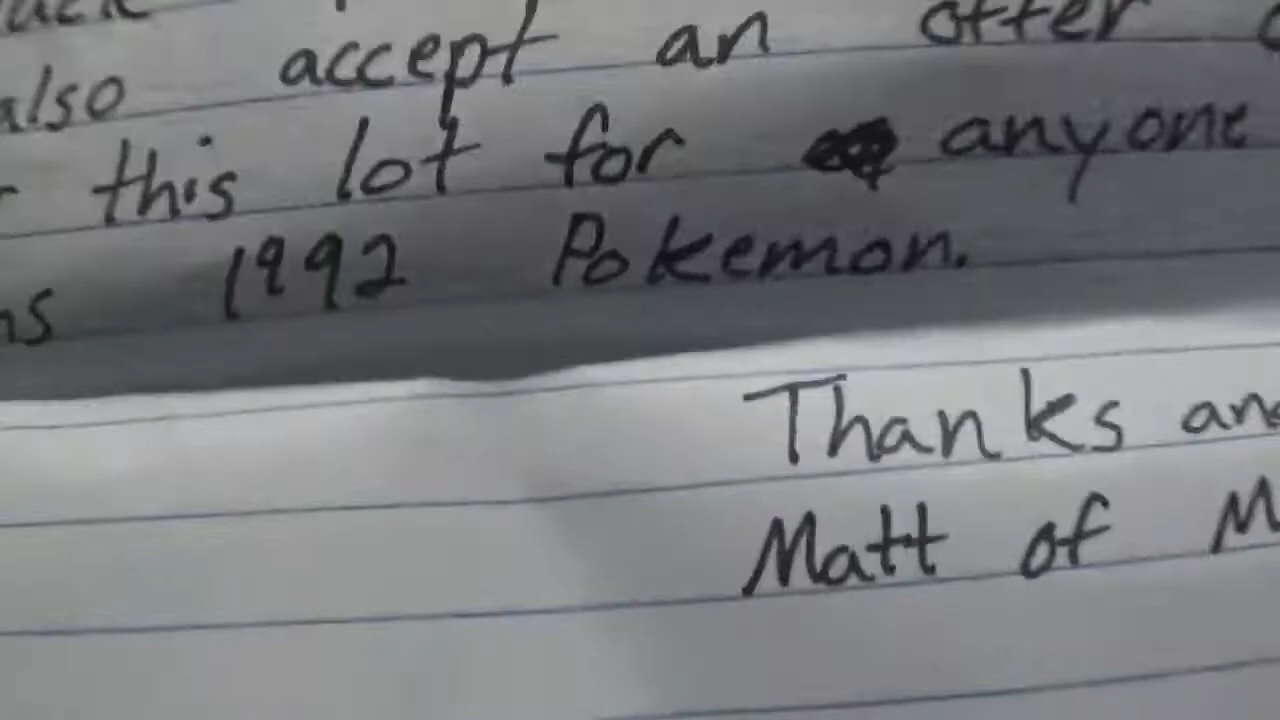 also accept an offer
this lot for anyone
1992 Pokemon.
Thanks
Matt of